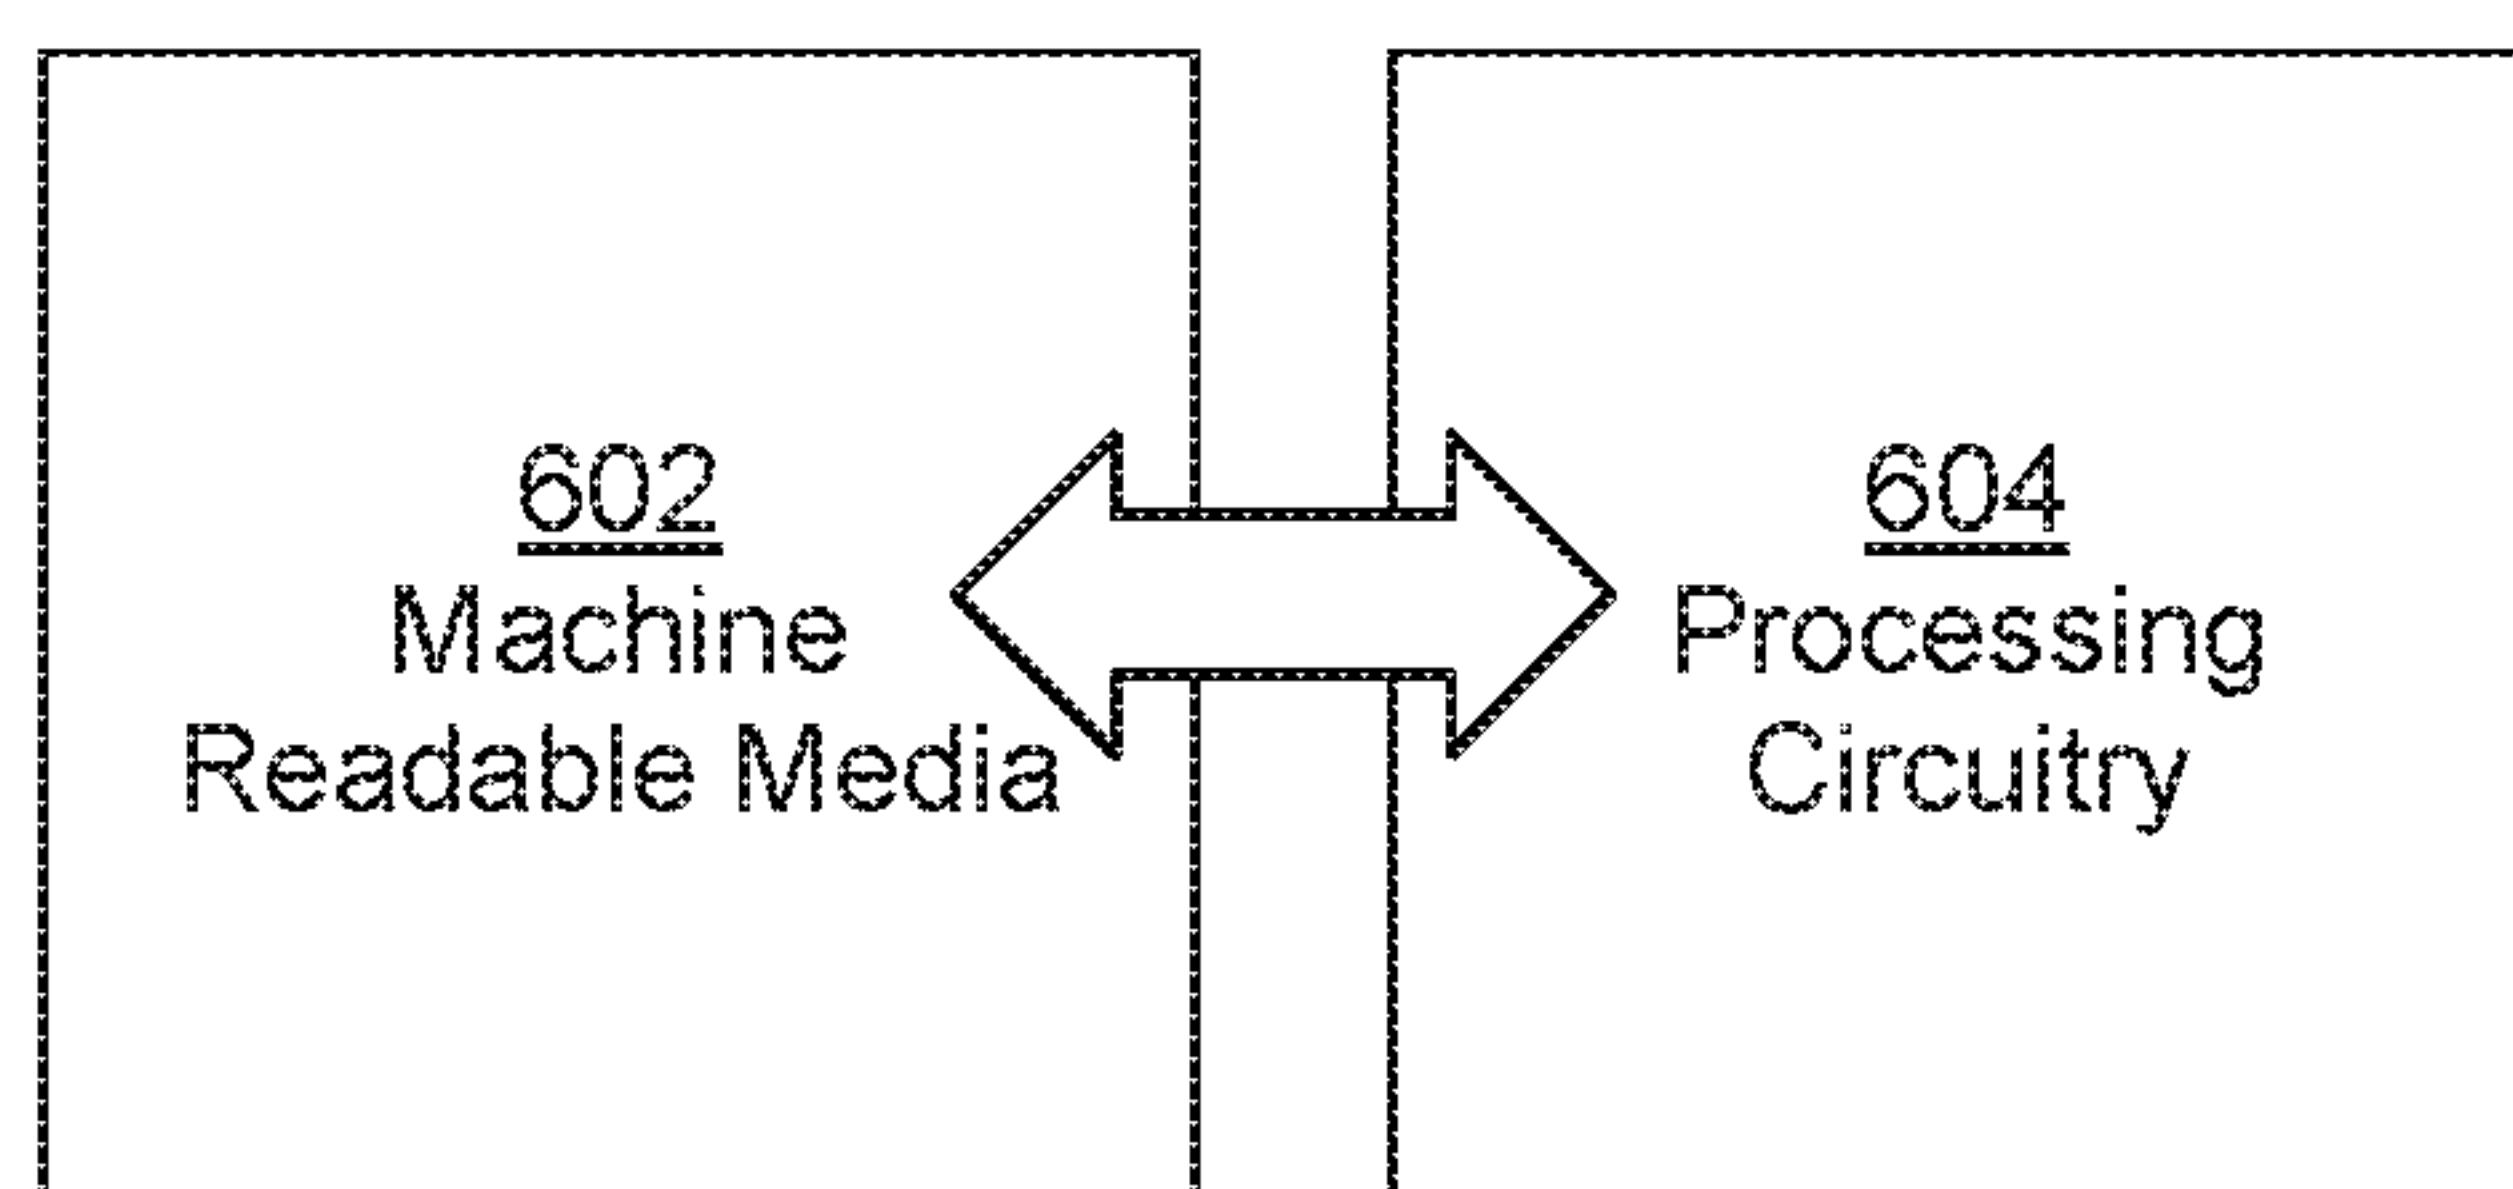 602
Machine
Readable Media
604
Processing
Circuitry